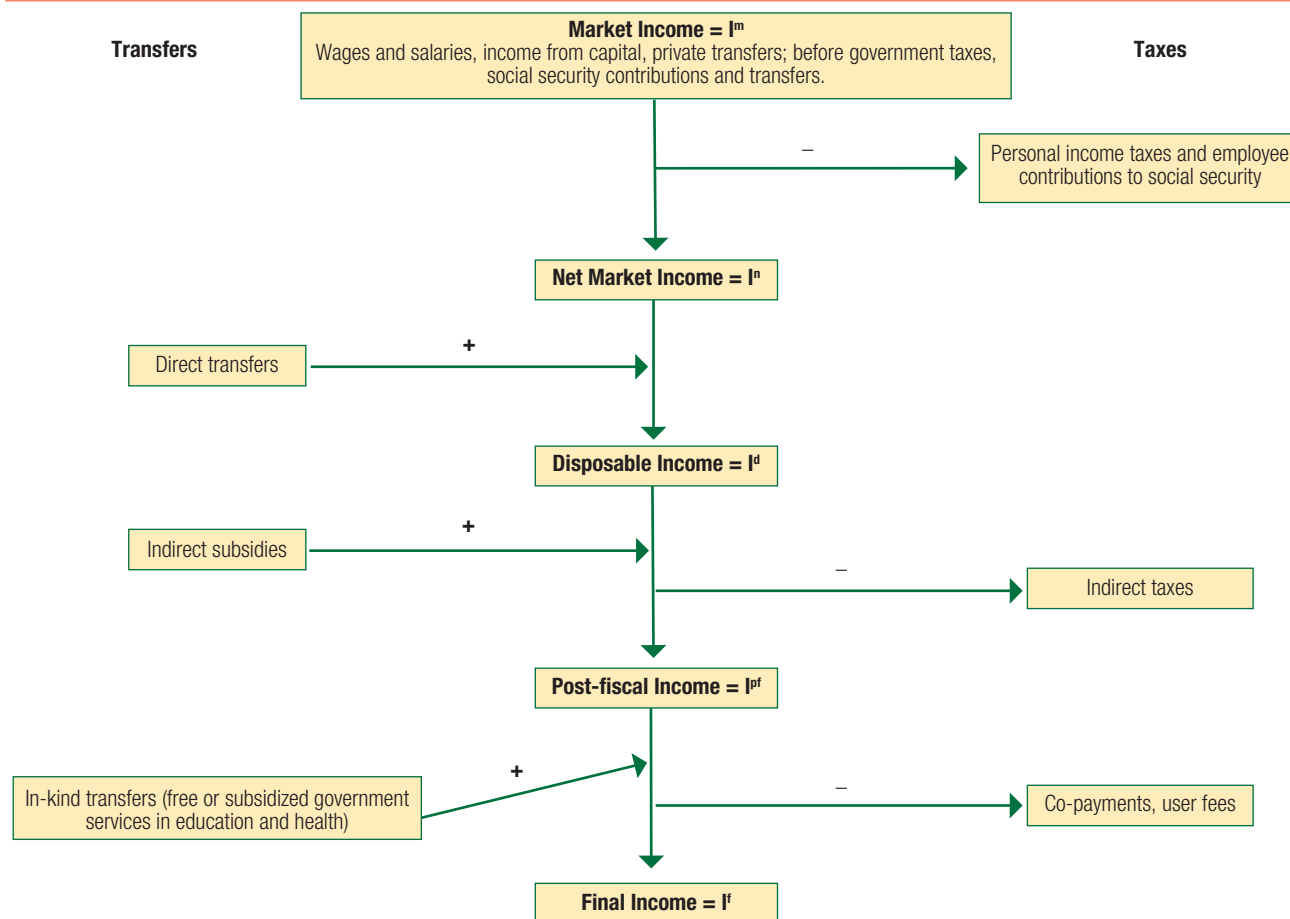 Market Income = Iᵐ
Transfers
Wages and salaries, income from capital, private transfers; before government taxes,
social security contributions and transfers.
Taxes
–
Personal income taxes and employee
contributions to social security
Net Market Income = Iⁿ
+
Direct transfers
Disposable Income = Iᵈ
+
Indirect subsidies
–
Indirect taxes
Post-fiscal Income = Iᵖᶠ
+
In-kind transfers (free or subsidized government
services in education and health)
–
Co-payments, user fees
Final Income = Iᶠ